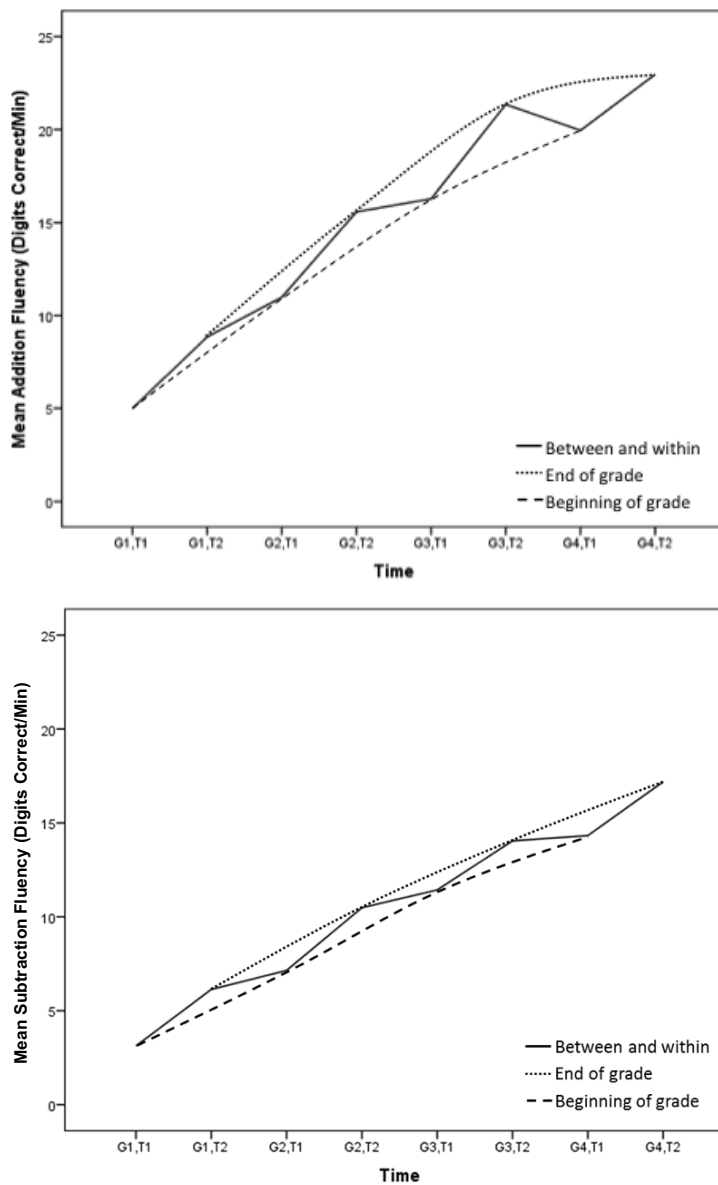 Mean Addition Fluency (Digits Correct/Min)
25
20
15
10
5
0
Between and within
End of grade
Beginning of grade
G1,T1 G1,T2 G2,T1 G2,T2 G3,T1 G3,T2 G4,T1 G4,T2
Time
Mean Subtraction Fluency (Digits Correct/Min)
25
20
15
10
5
0
Between and within
End of grade
Beginning of grade
G1,T1 G1,T2 G2,T1 G2,T2 G3,T1 G3,T2 G4,T1 G4,T2
Time